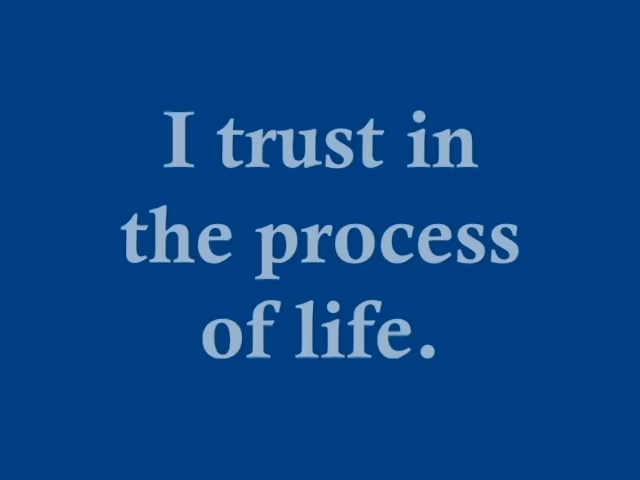 I trust in
the process
of life.